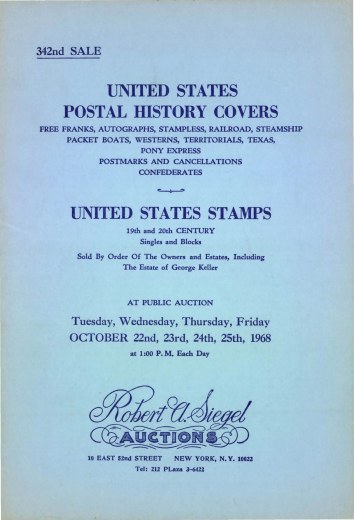 342nd SALE
UNITED STATES
POSTAL HISTORY COVERS
FREE FRANKS, AUTOGRAPHS, STAMPLESS, RAILROAD, STEAMSHIP
PACKET BOATS, WESTERNS, TERRITORIALS, TEXAS,
PONY EXPRESS
POSTMARKS AND CANCELLATIONS
CONFEDERATES
UNITED STATES STAMPS
19th and 20th CENTURY
Singles and Blocks
Sold By Order Of The Owners and Estates, Including
The Estate of George Keller
AT PUBLIC AUCTION
Tuesday, Wednesday, Thursday, Friday
OCTOBER 22nd, 23rd, 24th, 25th, 1968
at 1:00 P.M. Each Day
Robert A. Siegel
AUCTIONS
10 EAST 52nd STREET NEW YORK, N.Y. 10022
Tel: 212 PLaza 3-6422